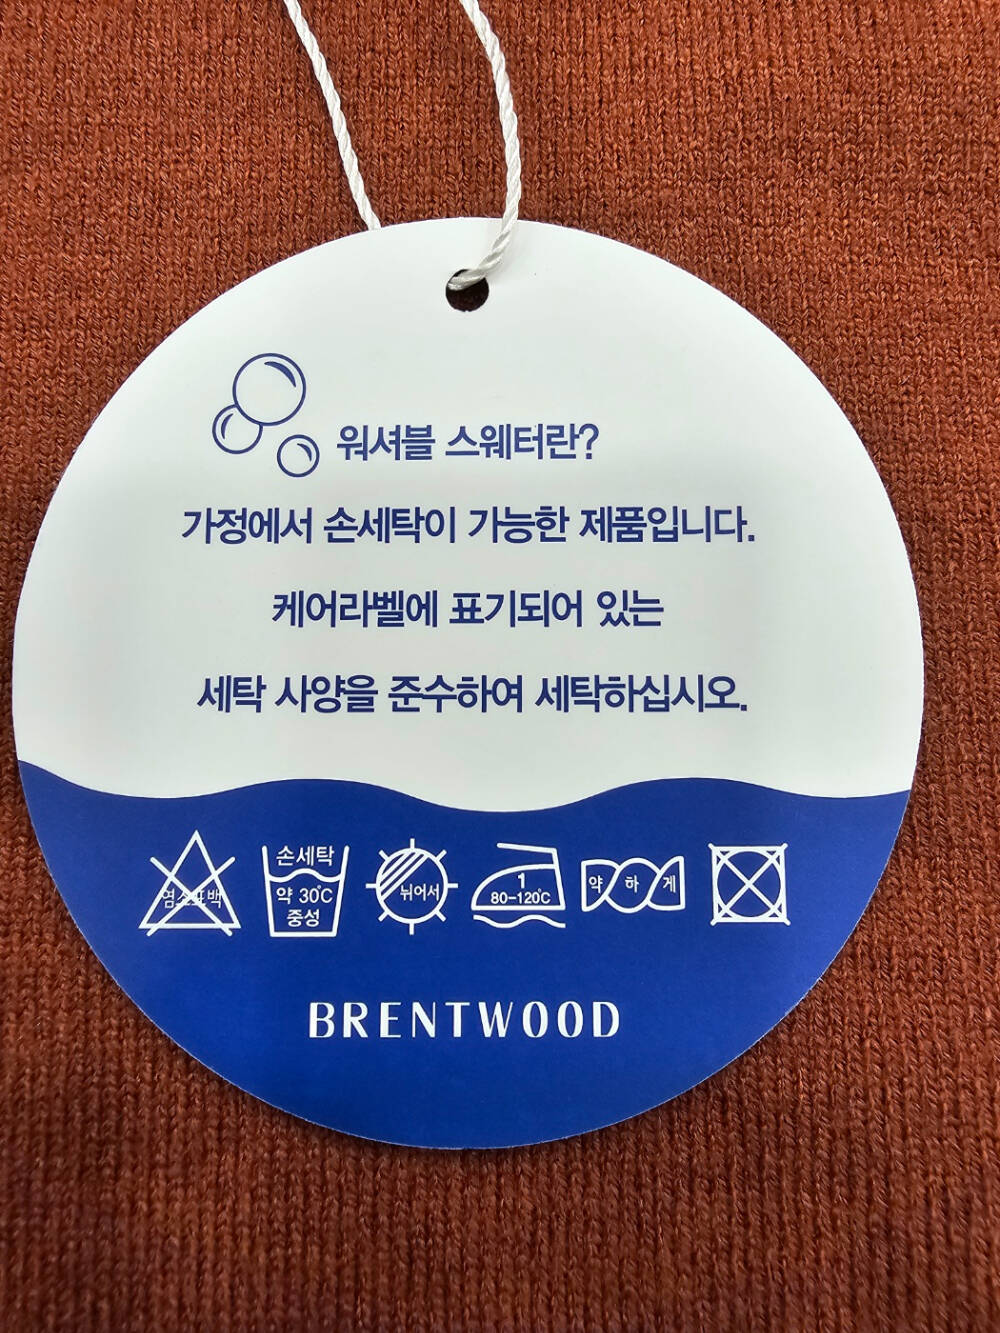 워셔블 스웨터란?
가정에서 손세탁이 가능한 제품입니다.
케어라벨에 표기되어 있는
세탁 사양을 준수하여 세탁하십시오.
염소표백
손세탁
약 30℃
중성
뉘어서
1
80-120℃
약 하 게
BRENTWOOD